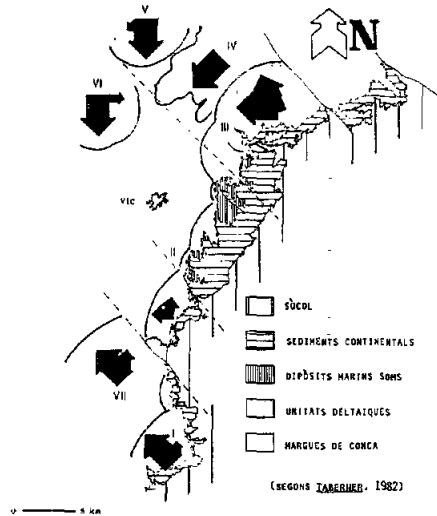 V
IV
N
VI
III
VIC
II
SÒCOL
SEDIMENTS CONTINENTALS
DIPÒSITS MARINS SOMS
UNITATS DELTAIQUES
VII
MARGUES DE CONCA
I
(SEGONS TABERNER, 1982)
0 5 km